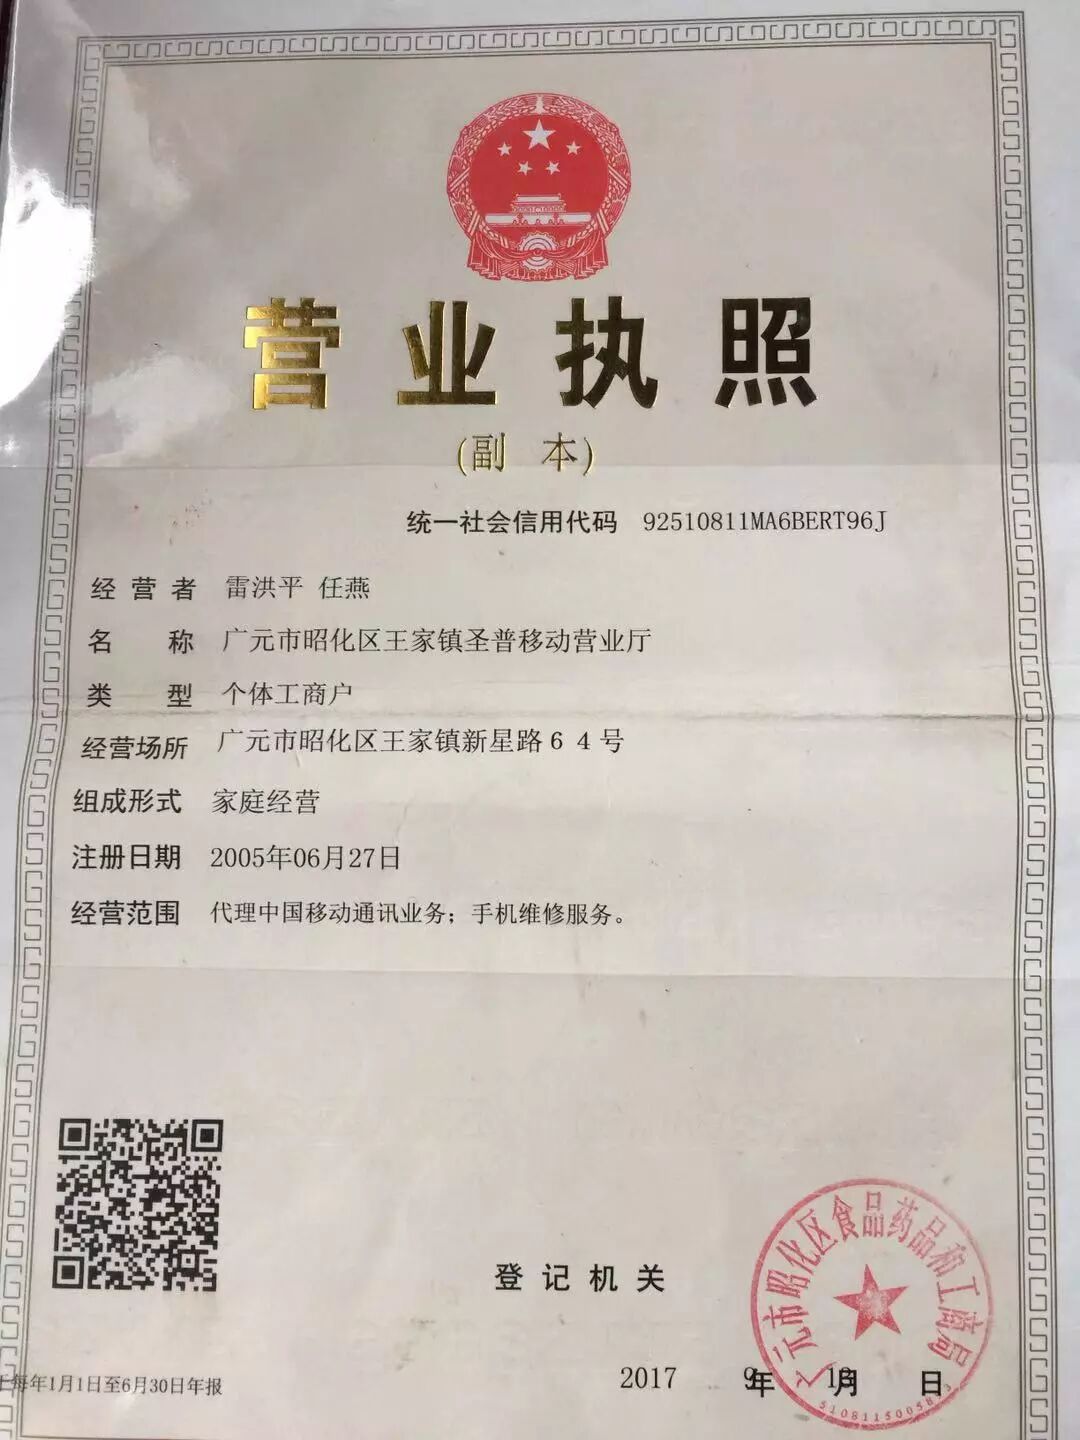 营业执照
(副 本)
统一社会信用代码 92510811MA6BERT96J
经营者 雷洪平 任燕
名称 广元市昭化区王家镇圣普移动营业厅
类型 个体工商户
经营场所 广元市昭化区王家镇新星路64号
组成形式 家庭经营
注册日期 2005年06月27日
经营范围 代理中国移动通讯业务；手机维修服务。
登记机关
广元市昭化区食品药品和工商局
2017 年 9 月 日
每年1月1日至6月30日年报